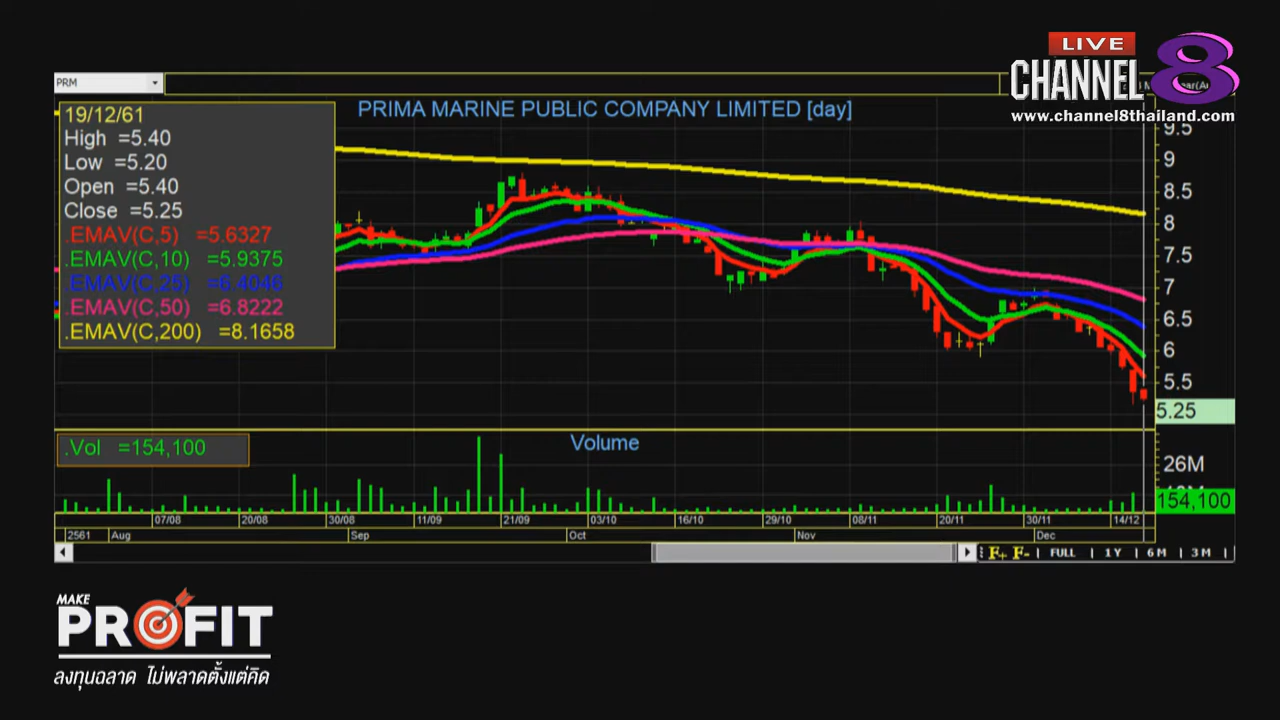 LIVE
CHANNEL 8
www.channel8thailand.com
PRM
PRIMA MARINE PUBLIC COMPANY LIMITED [day]
19/12/61
High =5.40
Low =5.20
Open =5.40
Close =5.25
.EMAV(C,5) =5.6327
.EMAV(C,10) =5.9375
.EMAV(C,25) =6.4046
.EMAV(C,50) =6.8222
.EMAV(C,200) =8.1658
9.5
9
8.5
8
7.5
7
6.5
6
5.5
5.25
.Vol =154,100
Volume
26M
154,100
07/08 20/08 30/08 11/09 21/09 03/10 16/10 29/10 08/11 20/11 30/11 14/12
2561 Aug Sep Oct Nov Dec
F+ F- | FULL | 1 Y | 6 M | 3 M |
MAKE
PROFIT
ลงทุนฉลาด ไม่พลาดตั้งแต่คิด